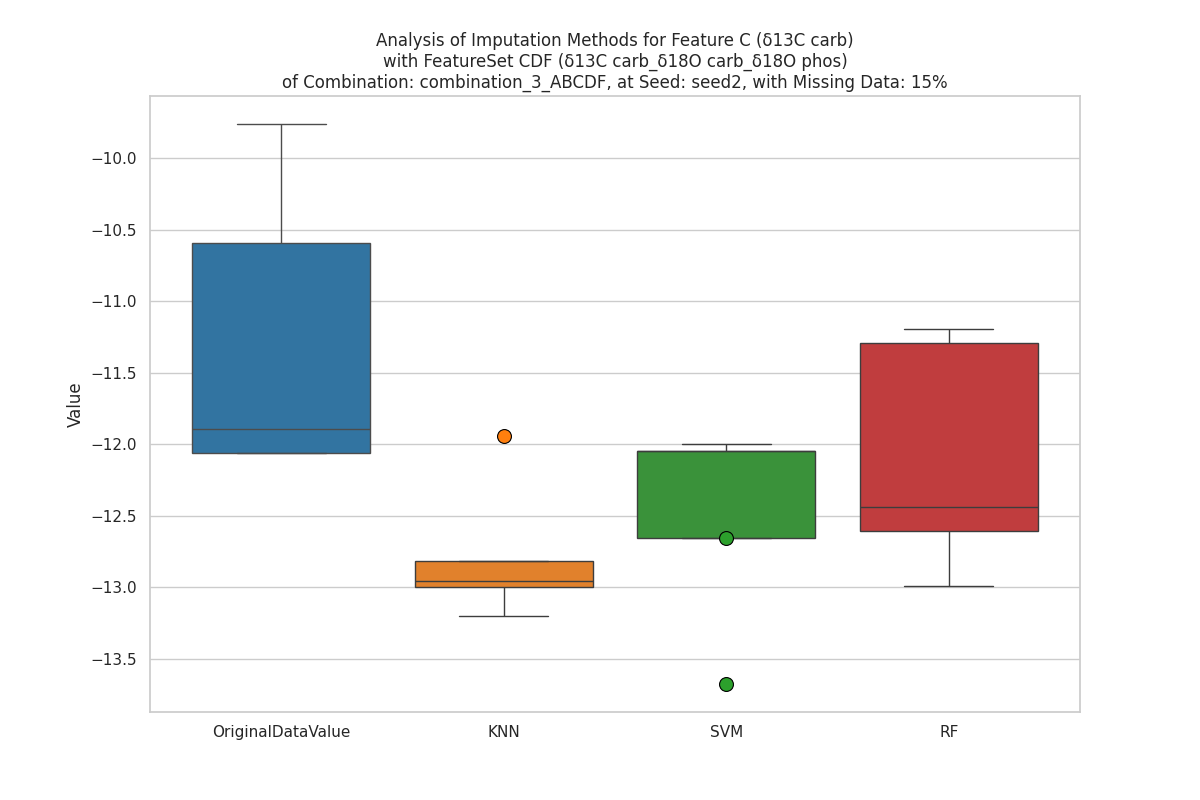 Analysis of Imputation Methods for Feature C (δ13C carb)
with FeatureSet CDF (δ13C carb_δ18O carb_δ18O phos)
of Combination: combination_3_ABCDF, at Seed: seed2, with Missing Data: 15%
Value
−10.0
−10.5
−11.0
−11.5
−12.0
−12.5
−13.0
−13.5
OriginalDataValue
KNN
SVM
RF